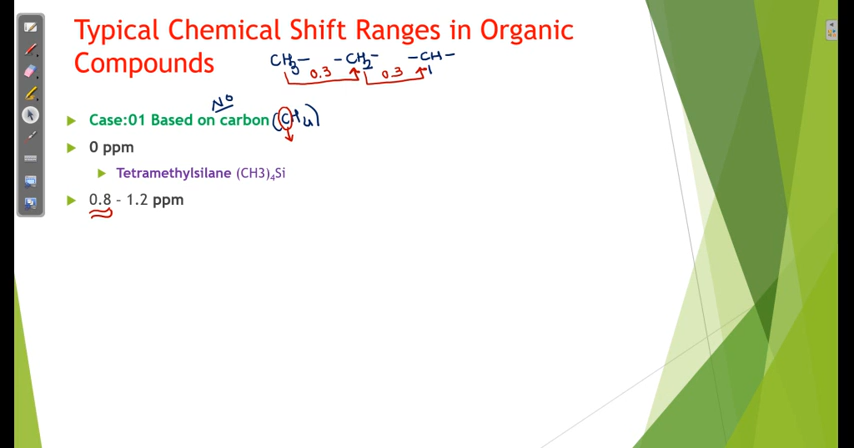 Typical Chemical Shift Ranges in Organic
Compounds
CH3– –CH2– –CH–
0.3 0.3
No
Case:01 Based on carbon (CH4)
0 ppm
Tetramethylsilane (CH3)4Si
0.8 - 1.2 ppm